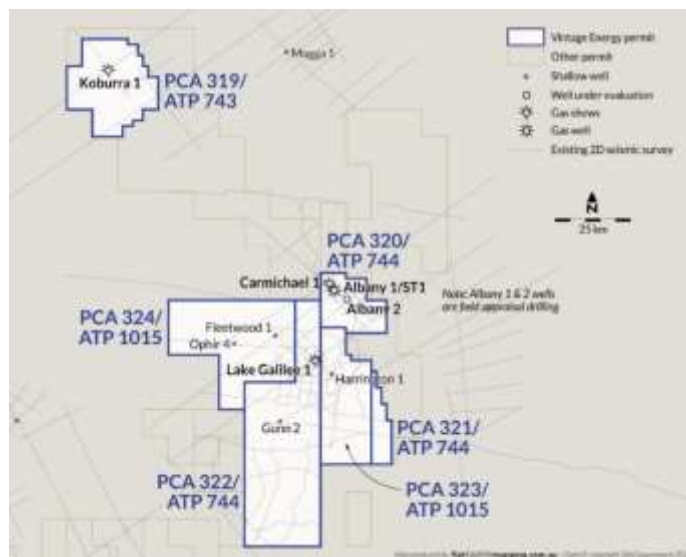 Vintage Energy permit
Other permit
Shallow well
Well under evaluation
Gas shows
Gas well
Existing 2D seismic survey
N
25 km
Koburra 1
PCA 319/
ATP 743
Maggie 1
PCA 320/
ATP 744
Carmichael 1
Albany 1/ST1
Albany 2
Note: Albany 1 & 2 wells
are field appraisal drilling
PCA 324/
ATP 1015
Fleetwood 1
Ophir 4
Lake Galilee 1
Harrington 1
Gunn 2
PCA 321/
ATP 744
PCA 322/
ATP 744
PCA 323/
ATP 1015